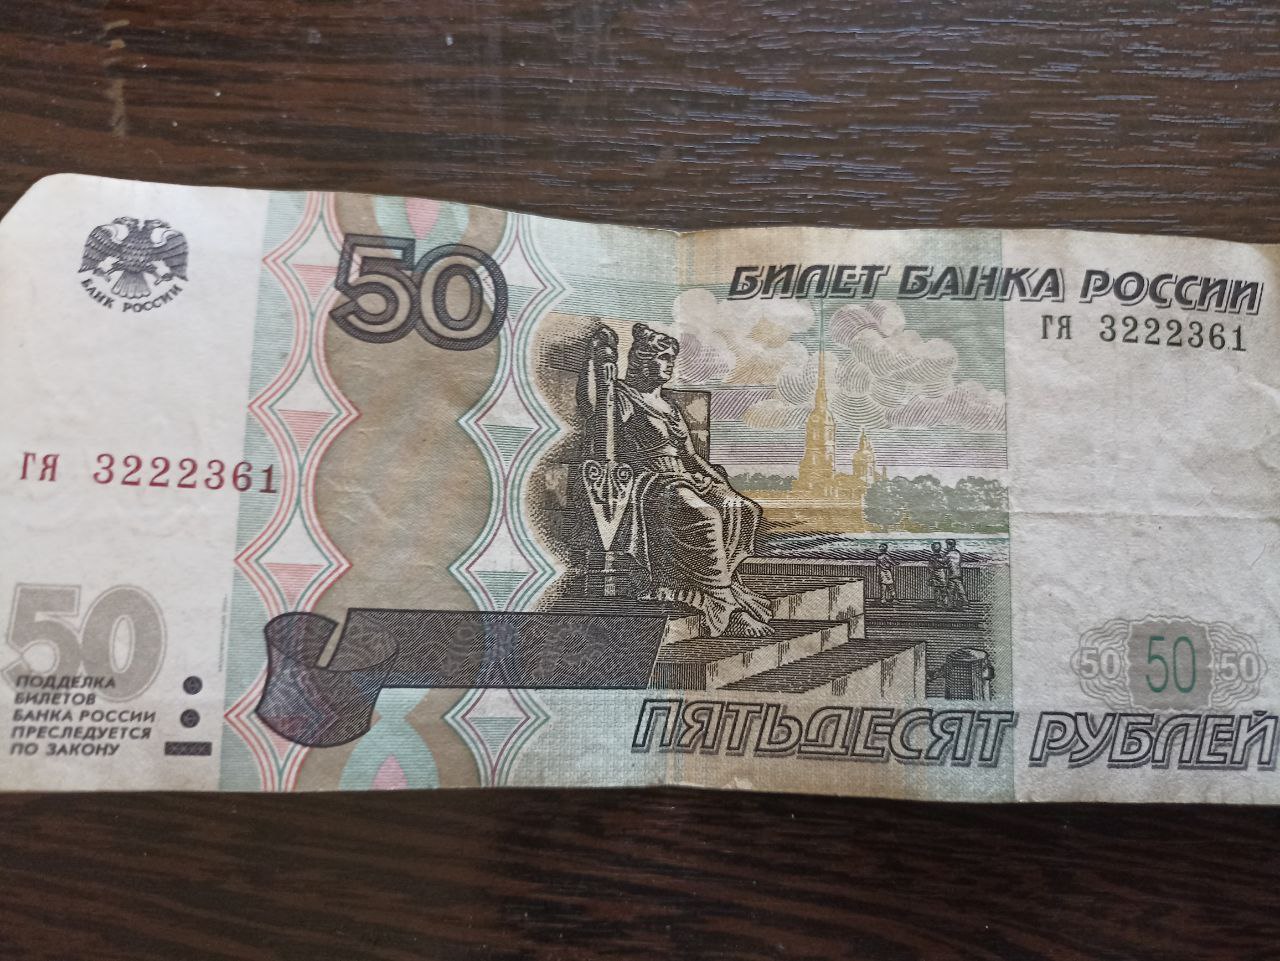 БАНК РОССИИ
50
БИЛЕТ БАНКА РОССИИ
ГЯ 3222361
ГЯ 3222361
50
ПОДДЕЛКА
БИЛЕТОВ
БАНКА РОССИИ
ПРЕСЛЕДУЕТСЯ
ПО ЗАКОНУ
50 50 50
ПЯТЬДЕСЯТ РУБЛЕЙ